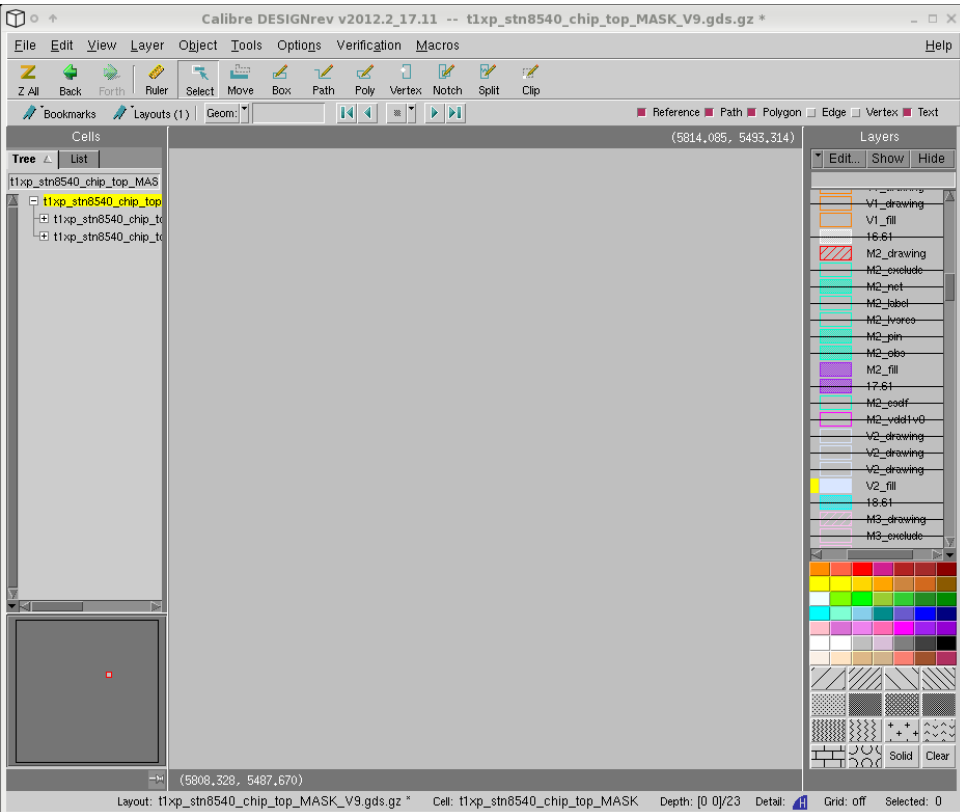 Calibre DESIGNrev v2012.2_17.11 -- t1xp_stn8540_chip_top_MASK_V9.gds.gz *
File Edit View Layer Object Tools Options Verification Macros Help
Z All Back Forth Ruler Select Move Box Path Poly Vertex Notch Split Clip
Bookmarks Layouts (1) Geom: Reference Path Polygon Edge Vertex Text
Cells (5814.085, 5493.314) Layers
Tree List Edit... Show Hide
t1xp_stn8540_chip_top_MAS
t1xp_stn8540_chip_top
t1xp_stn8540_chip_to
t1xp_stn8540_chip_to
V1_drawing
V1_fill
16.61
M2_drawing
M2_exclude
M2_net
M2_label
M2_lvsres
M2_pin
M2_obs
M2_fill
17.61
M2_csdf
M2_vdd1v0
V2_drawing
V2_drawing
V2_drawing
V2_fill
18.61
M3_drawing
M3_exclude
Solid Clear
(5808.328, 5487.670)
Layout: t1xp_stn8540_chip_top_MASK_V9.gds.gz * Cell: t1xp_stn8540_chip_top_MASK Depth: [0 0]/23 Detail: H Grid: off Selected: 0